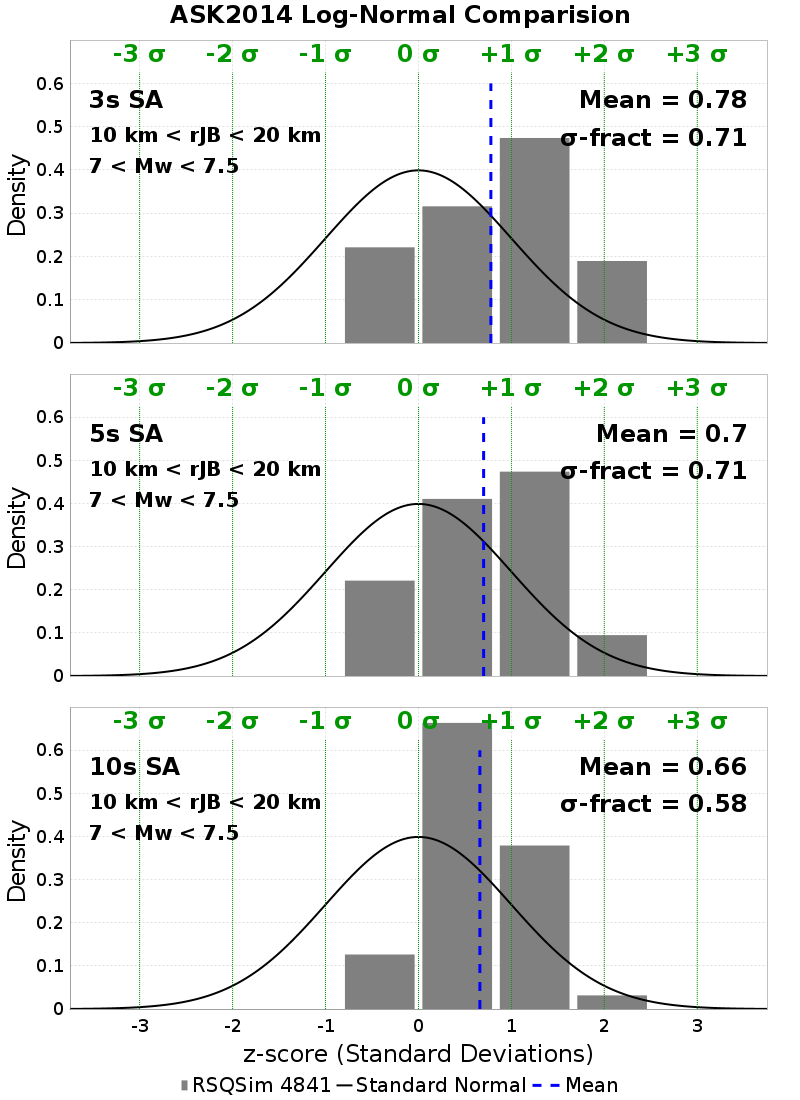 ASK2014 Log-Normal Comparision
-3 σ -2 σ -1 σ 0 σ +1 σ +2 σ +3 σ
3s SA
10 km < rJB < 20 km
7 < Mw < 7.5
Mean = 0.78
σ-fract = 0.71
Density
0.6
0.5
0.4
0.3
0.2
0.1
0
-3 σ -2 σ -1 σ 0 σ +1 σ +2 σ +3 σ
5s SA
10 km < rJB < 20 km
7 < Mw < 7.5
Mean = 0.7
σ-fract = 0.71
Density
0.6
0.5
0.4
0.3
0.2
0.1
0
-3 σ -2 σ -1 σ 0 σ +1 σ +2 σ +3 σ
10s SA
10 km < rJB < 20 km
7 < Mw < 7.5
Mean = 0.66
σ-fract = 0.58
Density
0.6
0.5
0.4
0.3
0.2
0.1
0
-3 -2 -1 0 1 2 3
z-score (Standard Deviations)
RSQSim 4841 Standard Normal Mean